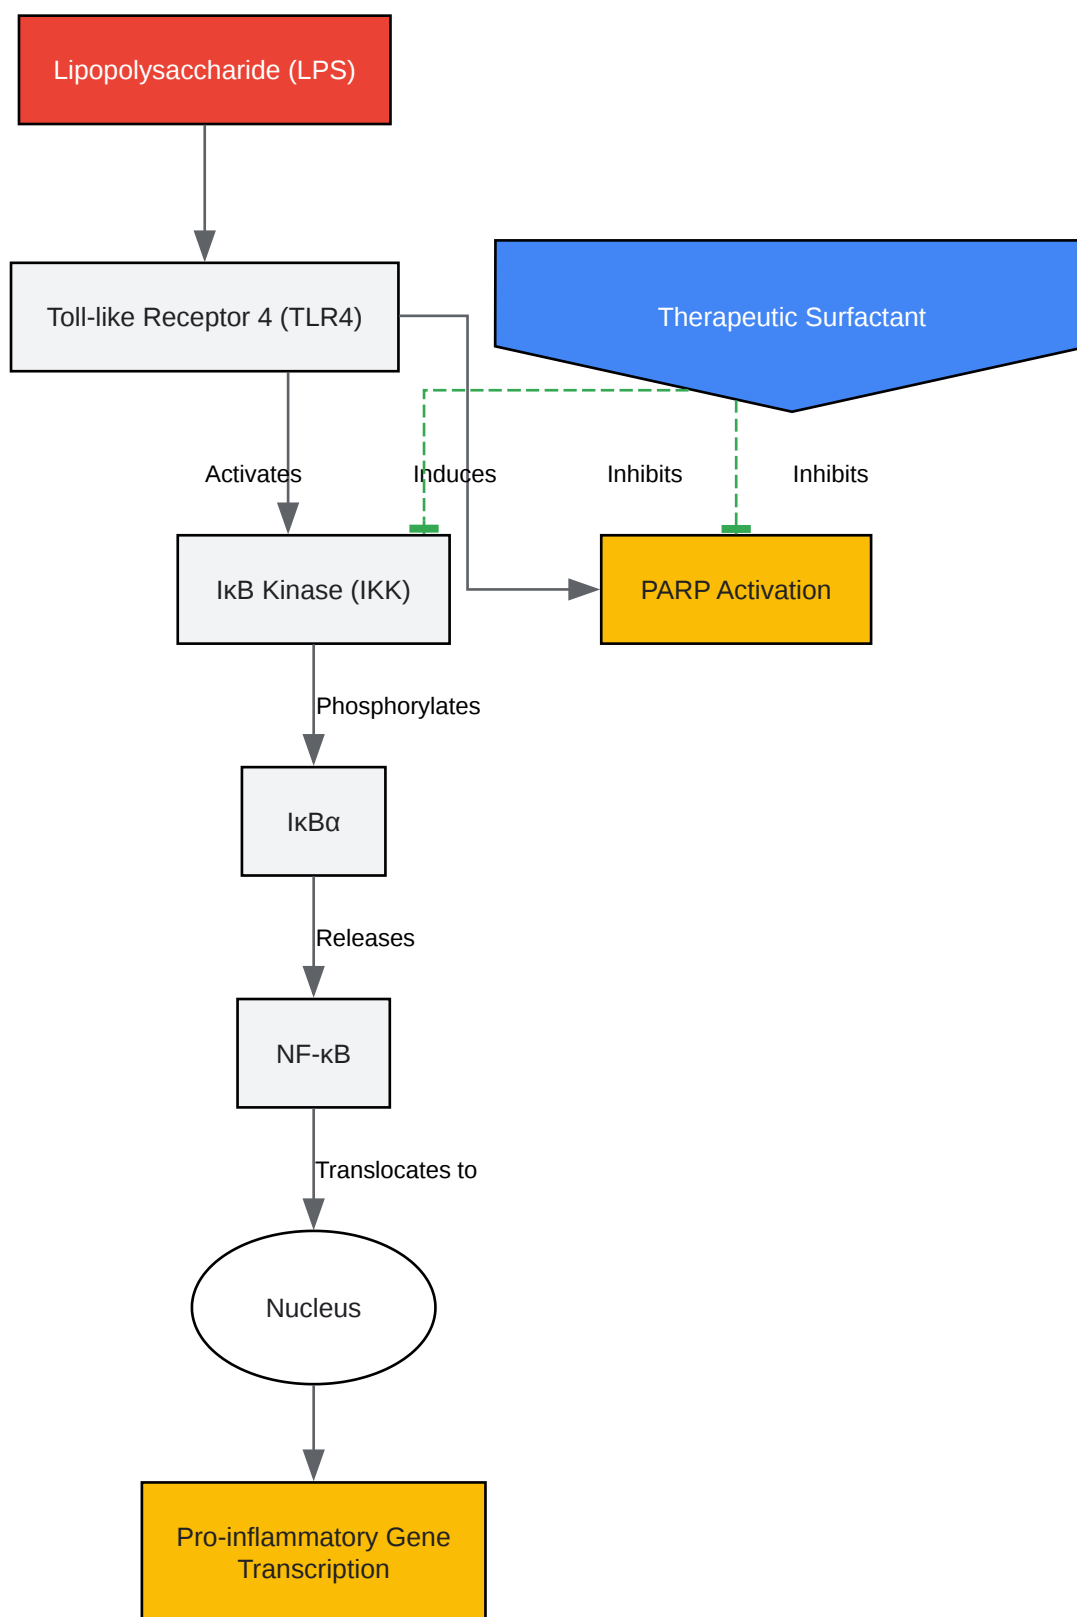 Lipopolysaccharide (LPS)
Toll-like Receptor 4 (TLR4)
Therapeutic Surfactant
Activates
Induces
Inhibits
Inhibits
IκB Kinase (IKK)
PARP Activation
Phosphorylates
IκBα
Releases
NF-κB
Translocates to
Nucleus
Pro-inflammatory Gene
Transcription